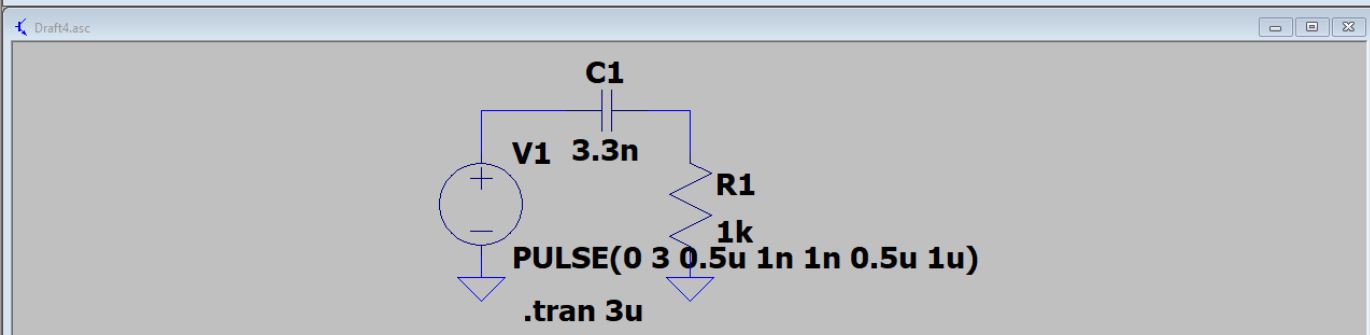 Draft4.asc
C1
V1 3.3n
R1
1k
PULSE(0 3 0.5u 1n 1n 0.5u 1u)
.tran 3u